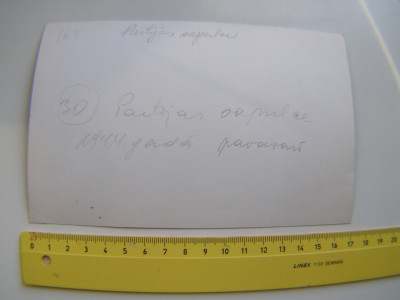 169 Partijas sapulce
30 Partijas sapulce
1944 gadā pavasarī
0 1 2 3 4 5 6 7 8 9 10 11 12 13 14 15 16 17 18 19 20
LINEX